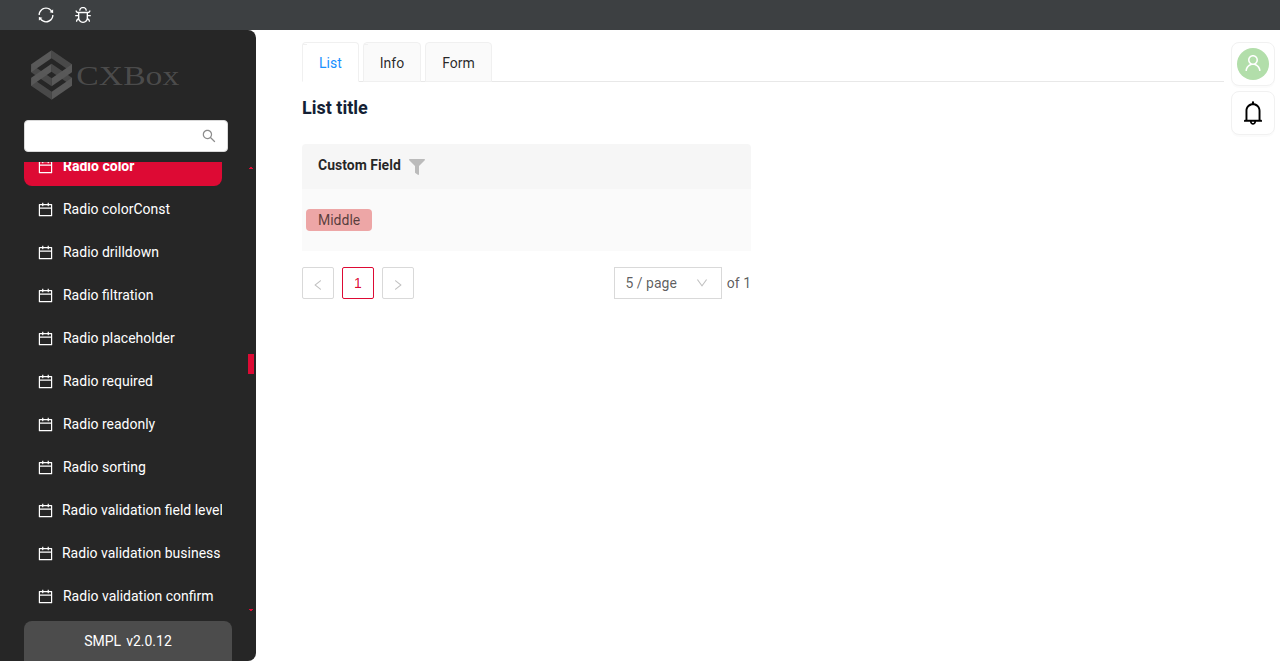 CXBox
Radio color
Radio colorConst
Radio drilldown
Radio filtration
Radio placeholder
Radio required
Radio readonly
Radio sorting
Radio validation field level
Radio validation business
Radio validation confirm
SMPL v2.0.12
List Info Form
List title
Custom Field
Middle
< 1 > 5 / page of 1